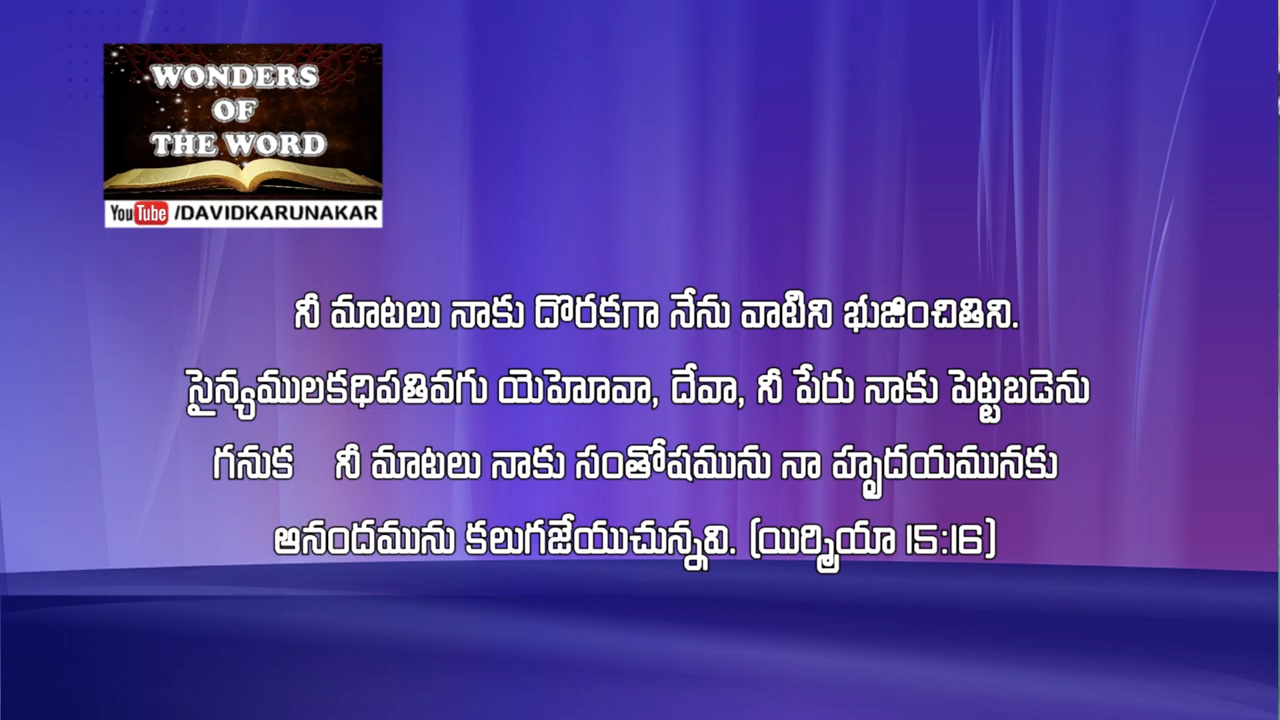 WONDERS
OF
THE WORD
YouTube /DAVIDKARUNAKAR
నీ మాటలు నాకు దొరకగా నేను వాటిని భుజించితిని.
సైన్యములకధిపతివగు యెహోవా, దేవా, నీ పేరు నాకు పెట్టబడెను
గనుక నీ మాటలు నాకు సంతోషమును నా హృదయమునకు
ఆనందమును కలుగజేయుచున్నవి. (యిర్మియా 15:16)